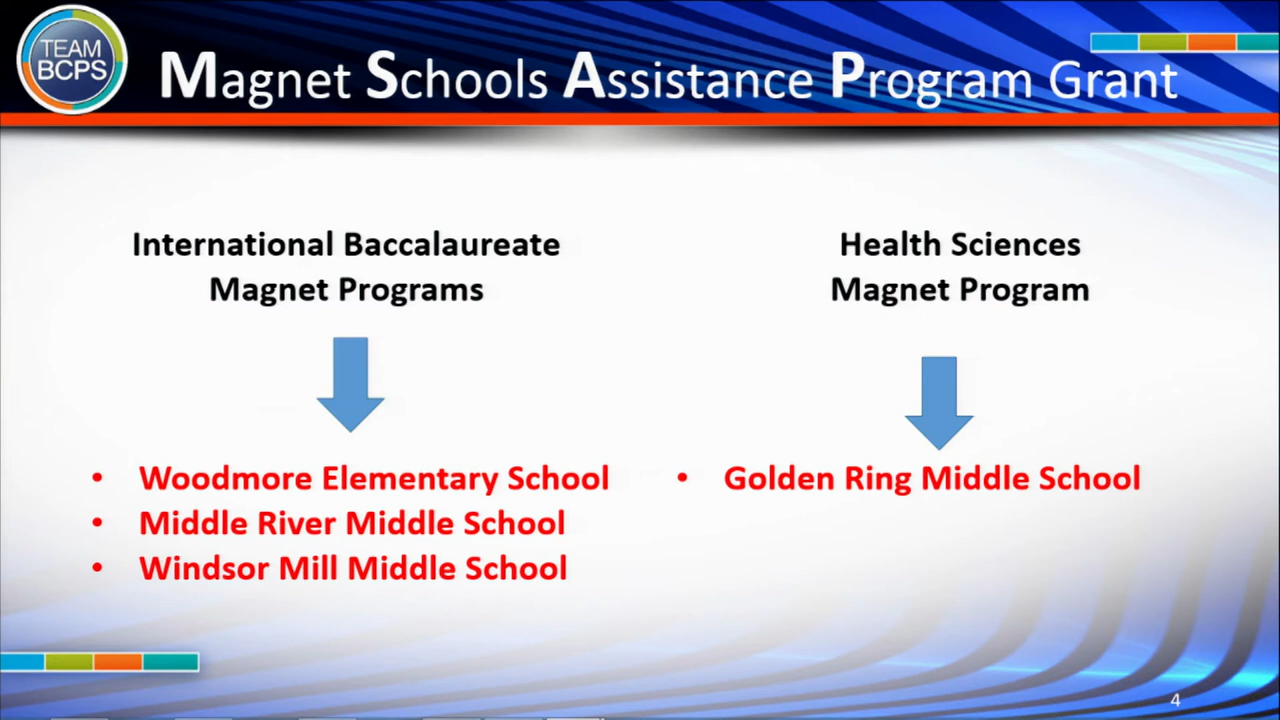 TEAM
BCPS
Magnet Schools Assistance Program Grant
International Baccalaureate
Magnet Programs
• Woodmore Elementary School
• Middle River Middle School
• Windsor Mill Middle School
Health Sciences
Magnet Program
• Golden Ring Middle School
4